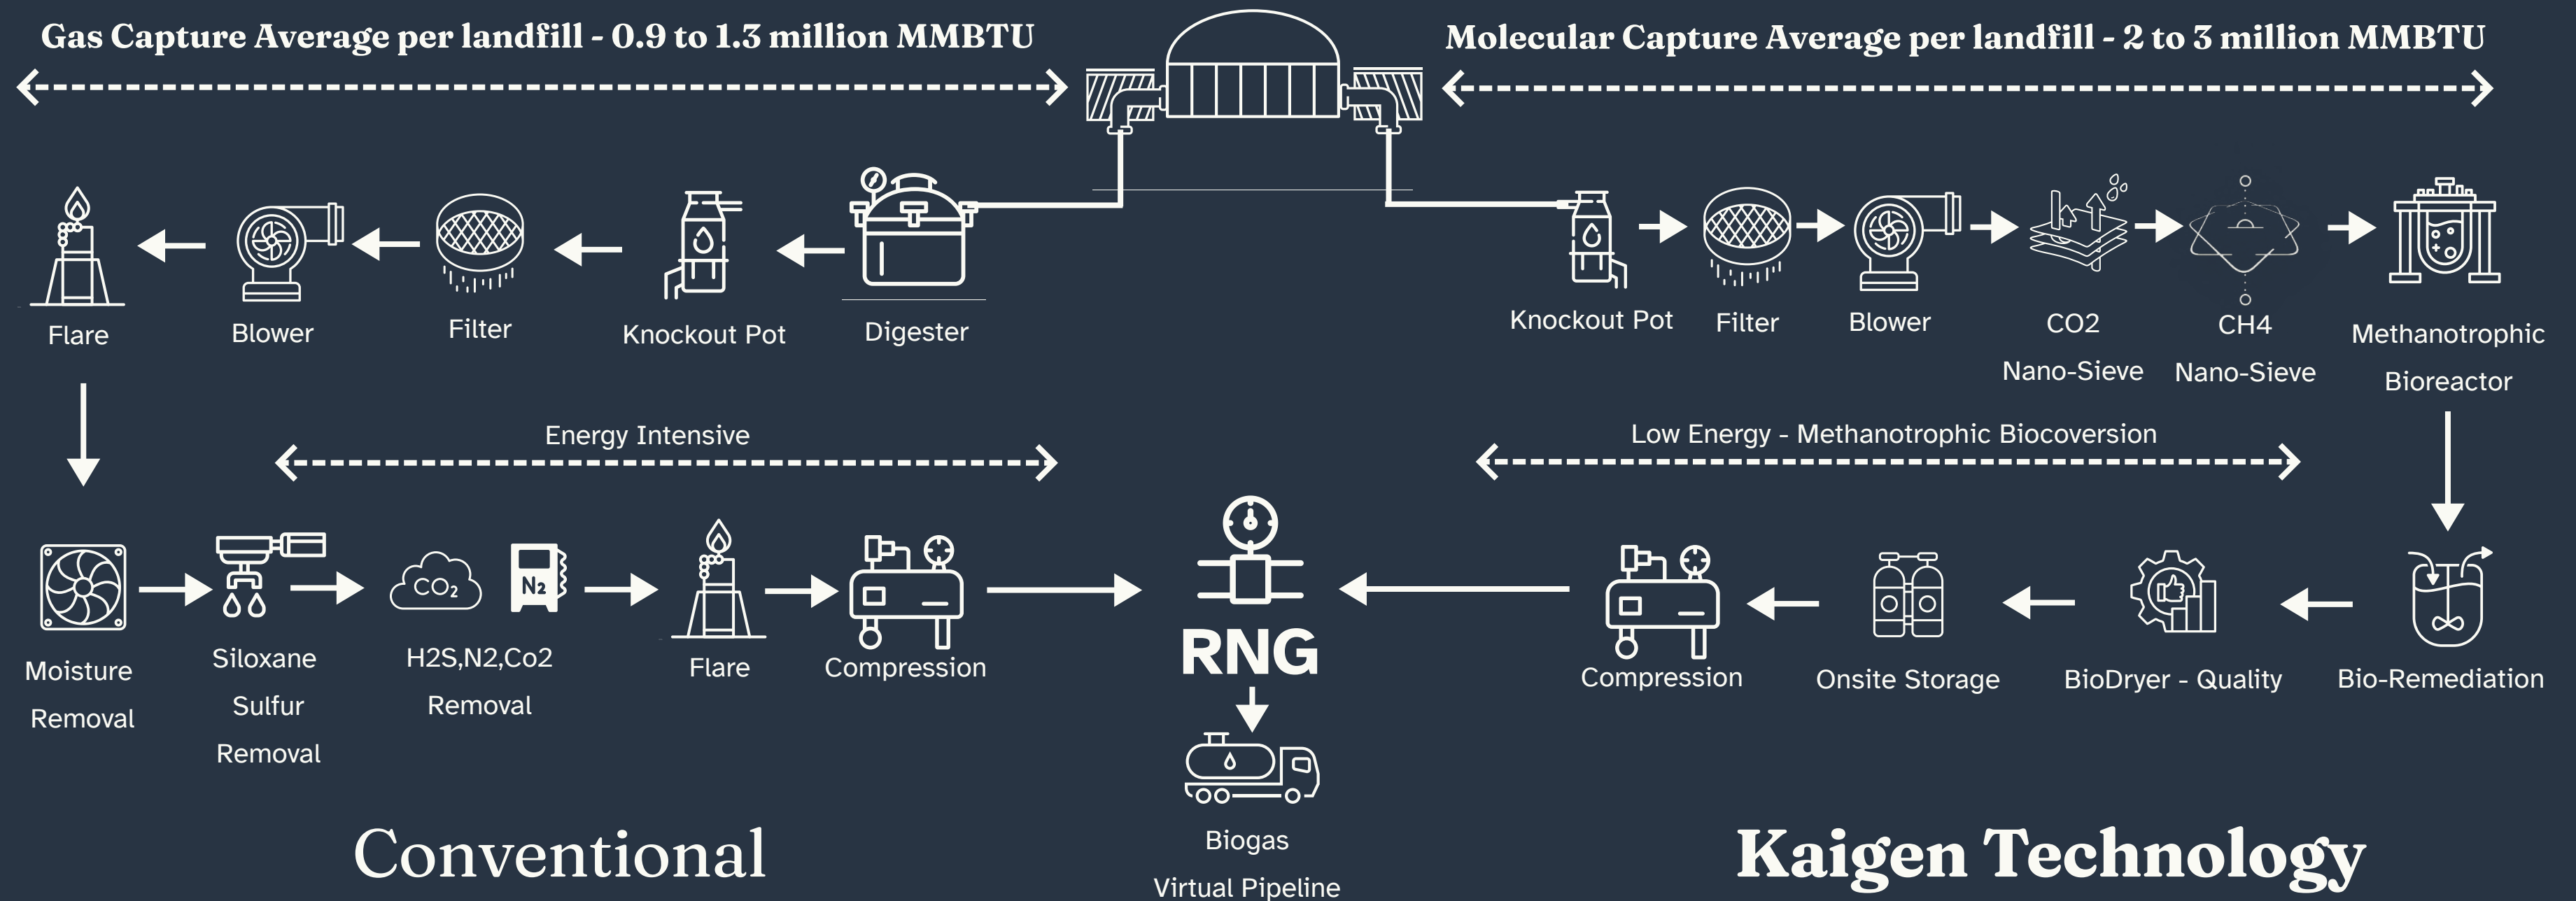 Gas Capture Average per landfill - 0.9 to 1.3 million MMBTU
Molecular Capture Average per landfill - 2 to 3 million MMBTU
Flare
Blower
Filter
Knockout Pot
Digester
Knockout Pot
Filter
Blower
CO2
Nano-Sieve
CH4
Nano-Sieve
Methanotrophic
Bioreactor
Energy Intensive
Low Energy - Methanotrophic Biocoversion
CO2
N2
Moisture
Removal
Siloxane
Sulfur
Removal
H2S,N2,Co2
Removal
Flare
Compression
RNG
Compression
Onsite Storage
BioDryer - Quality
Bio-Remediation
Biogas
Virtual Pipeline
Conventional
Kaigen Technology